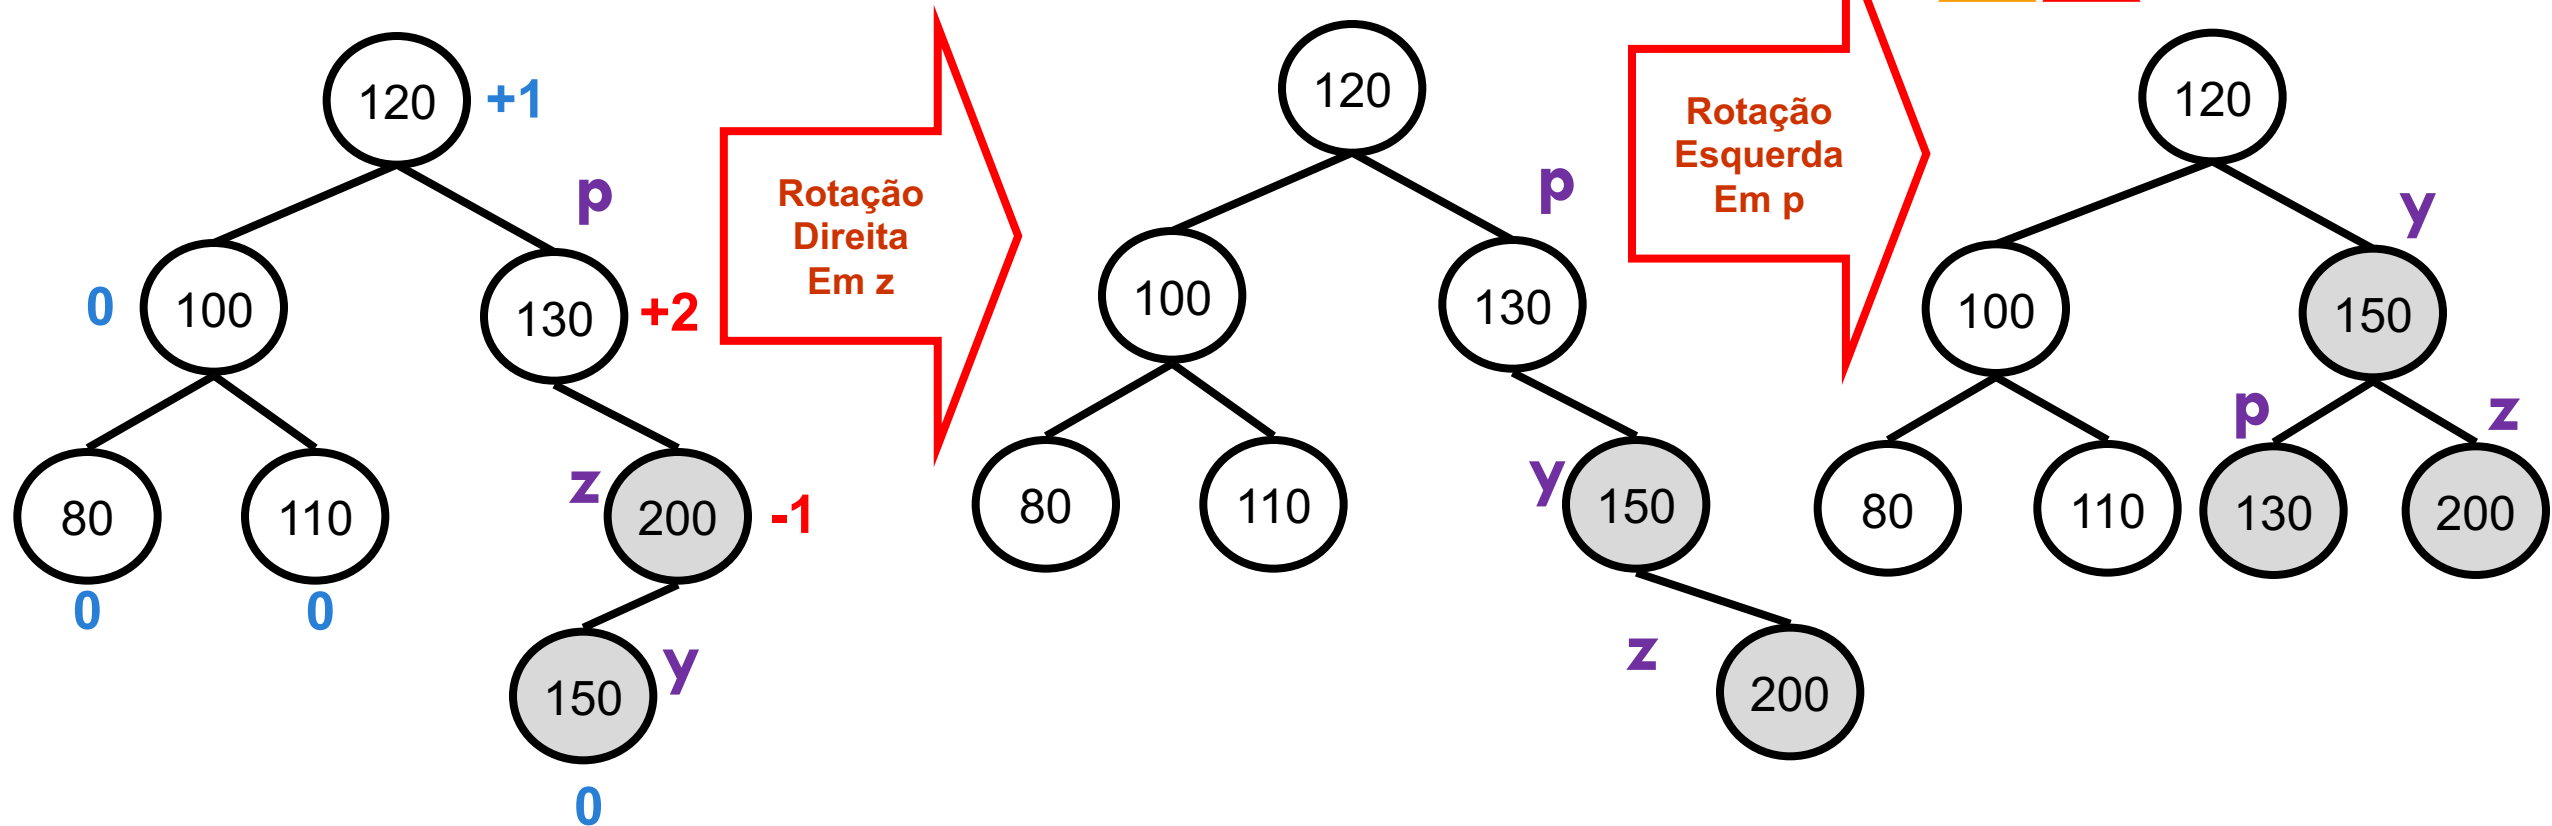 120 +1
p
0 100 130 +2
80 110 z 200 -1
0 0
150 y
0
Rotação
Direita
Em z
120
p
100 130
80 110 y 150
z 200
Rotação
Esquerda
Em p
120
y
100 150
p z
80 110 130 200